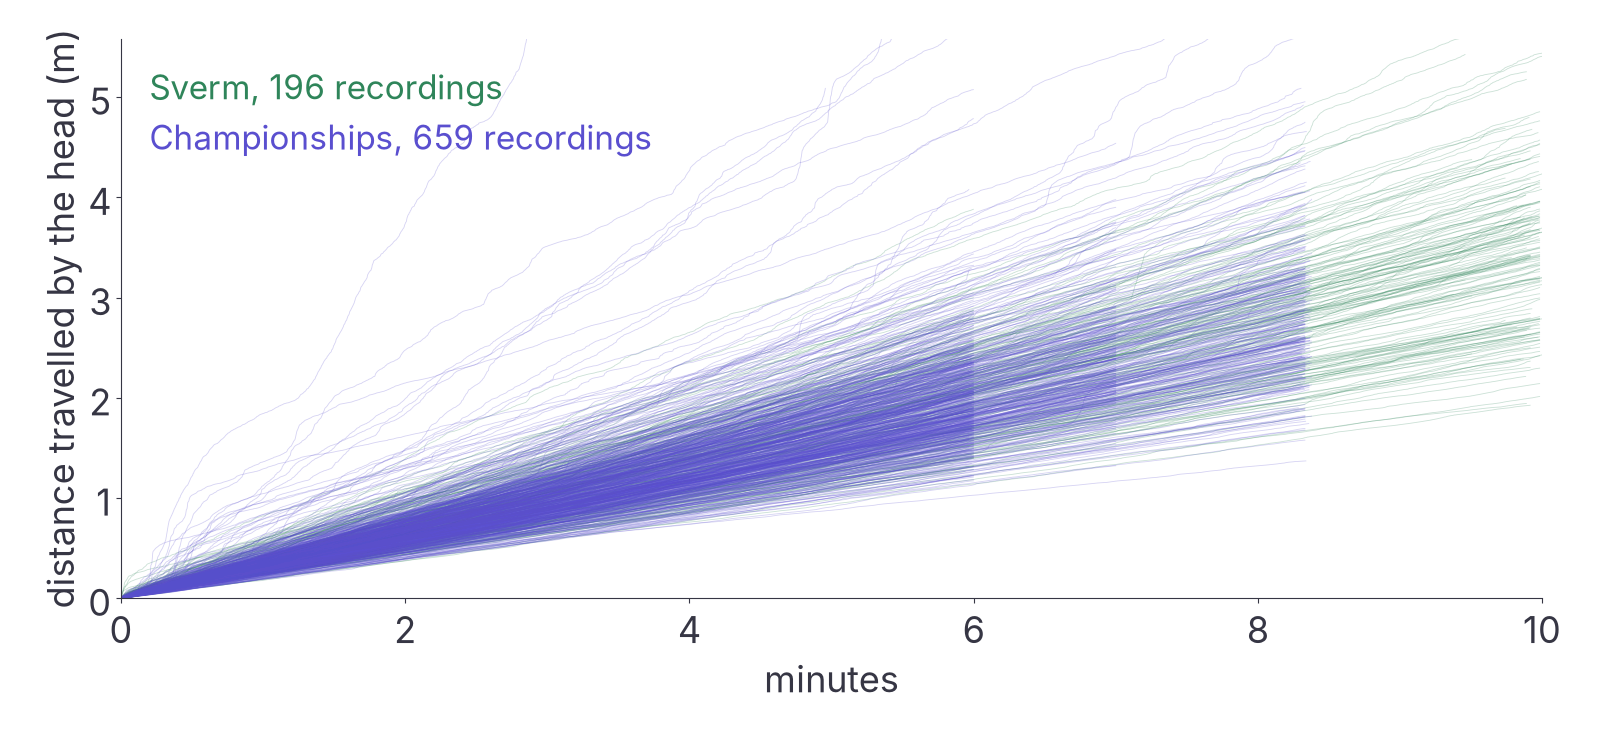 distance travelled by the head (m)
Sverm, 196 recordings
Championships, 659 recordings
5
4
3
2
1
0
0 2 4 6 8 10
minutes